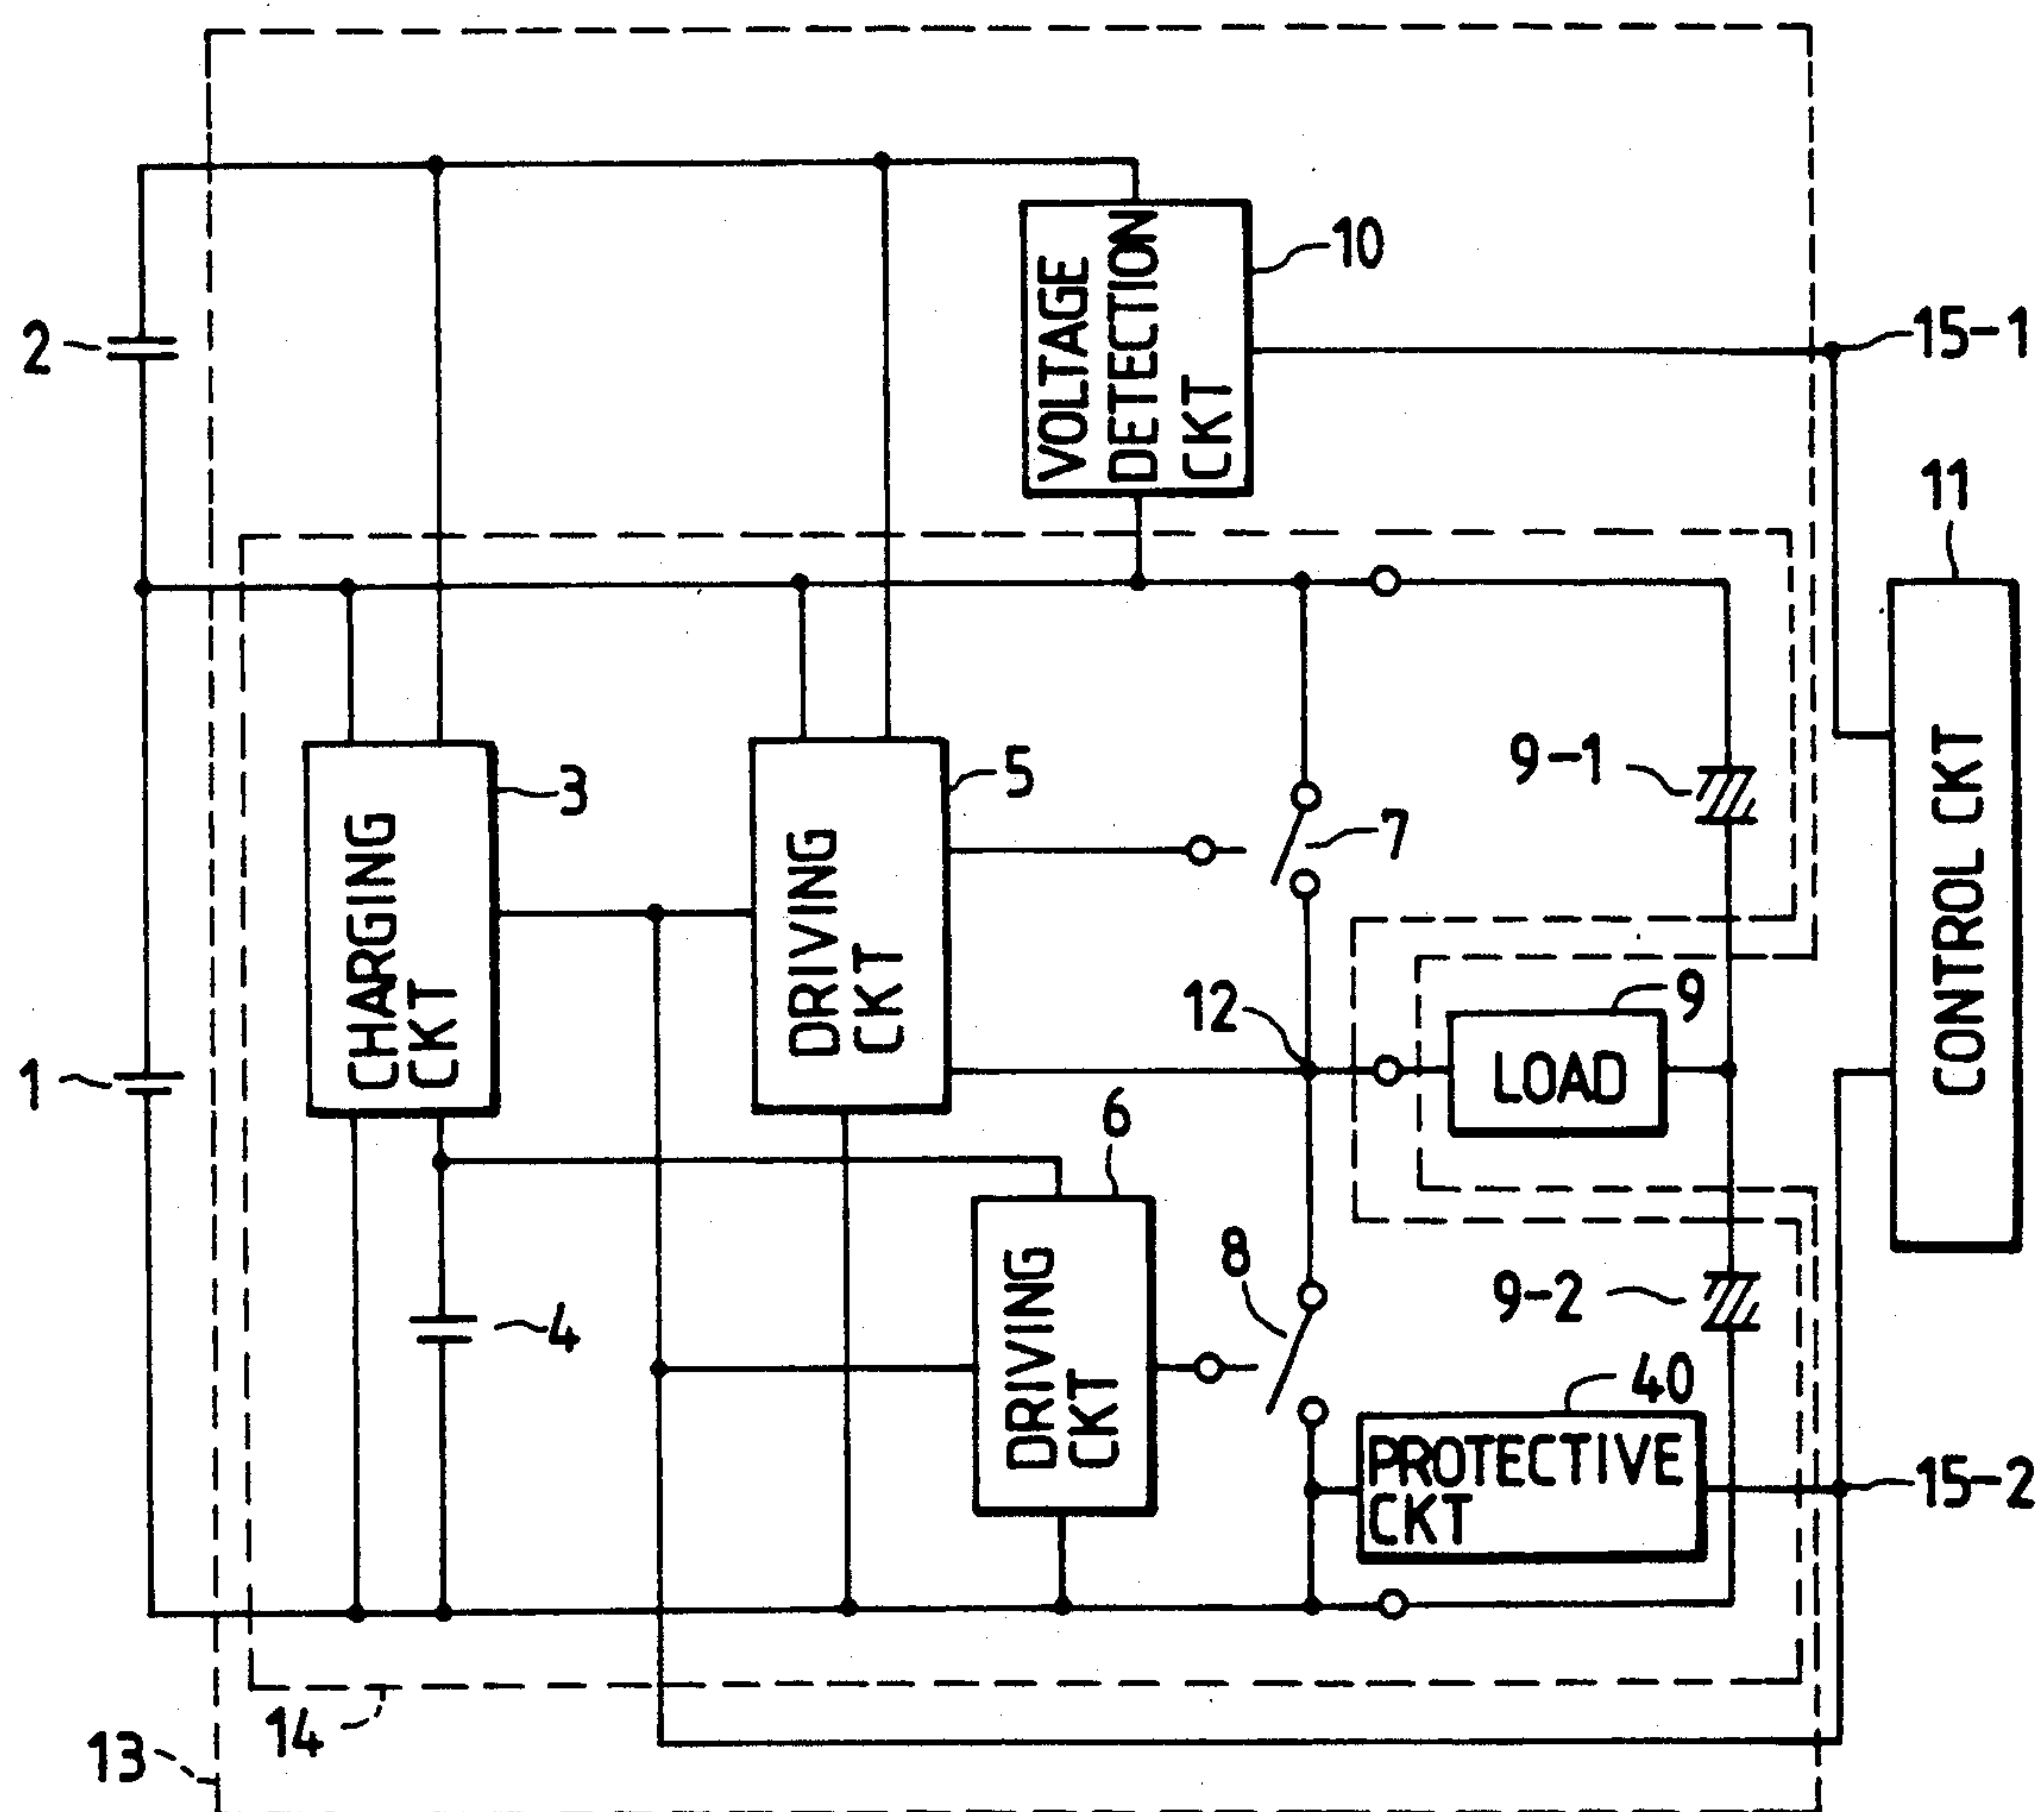 2
VOLTAGE
DETECTION
CKT
10
15-1
11
CONTROL CKT
CHARGING
CKT
3
DRIVING
CKT
5
7
9-1
12
9
LOAD
1
6
DRIVING
CKT
8
9-2
4
40
PROTECTIVE
CKT
15-2
14
13